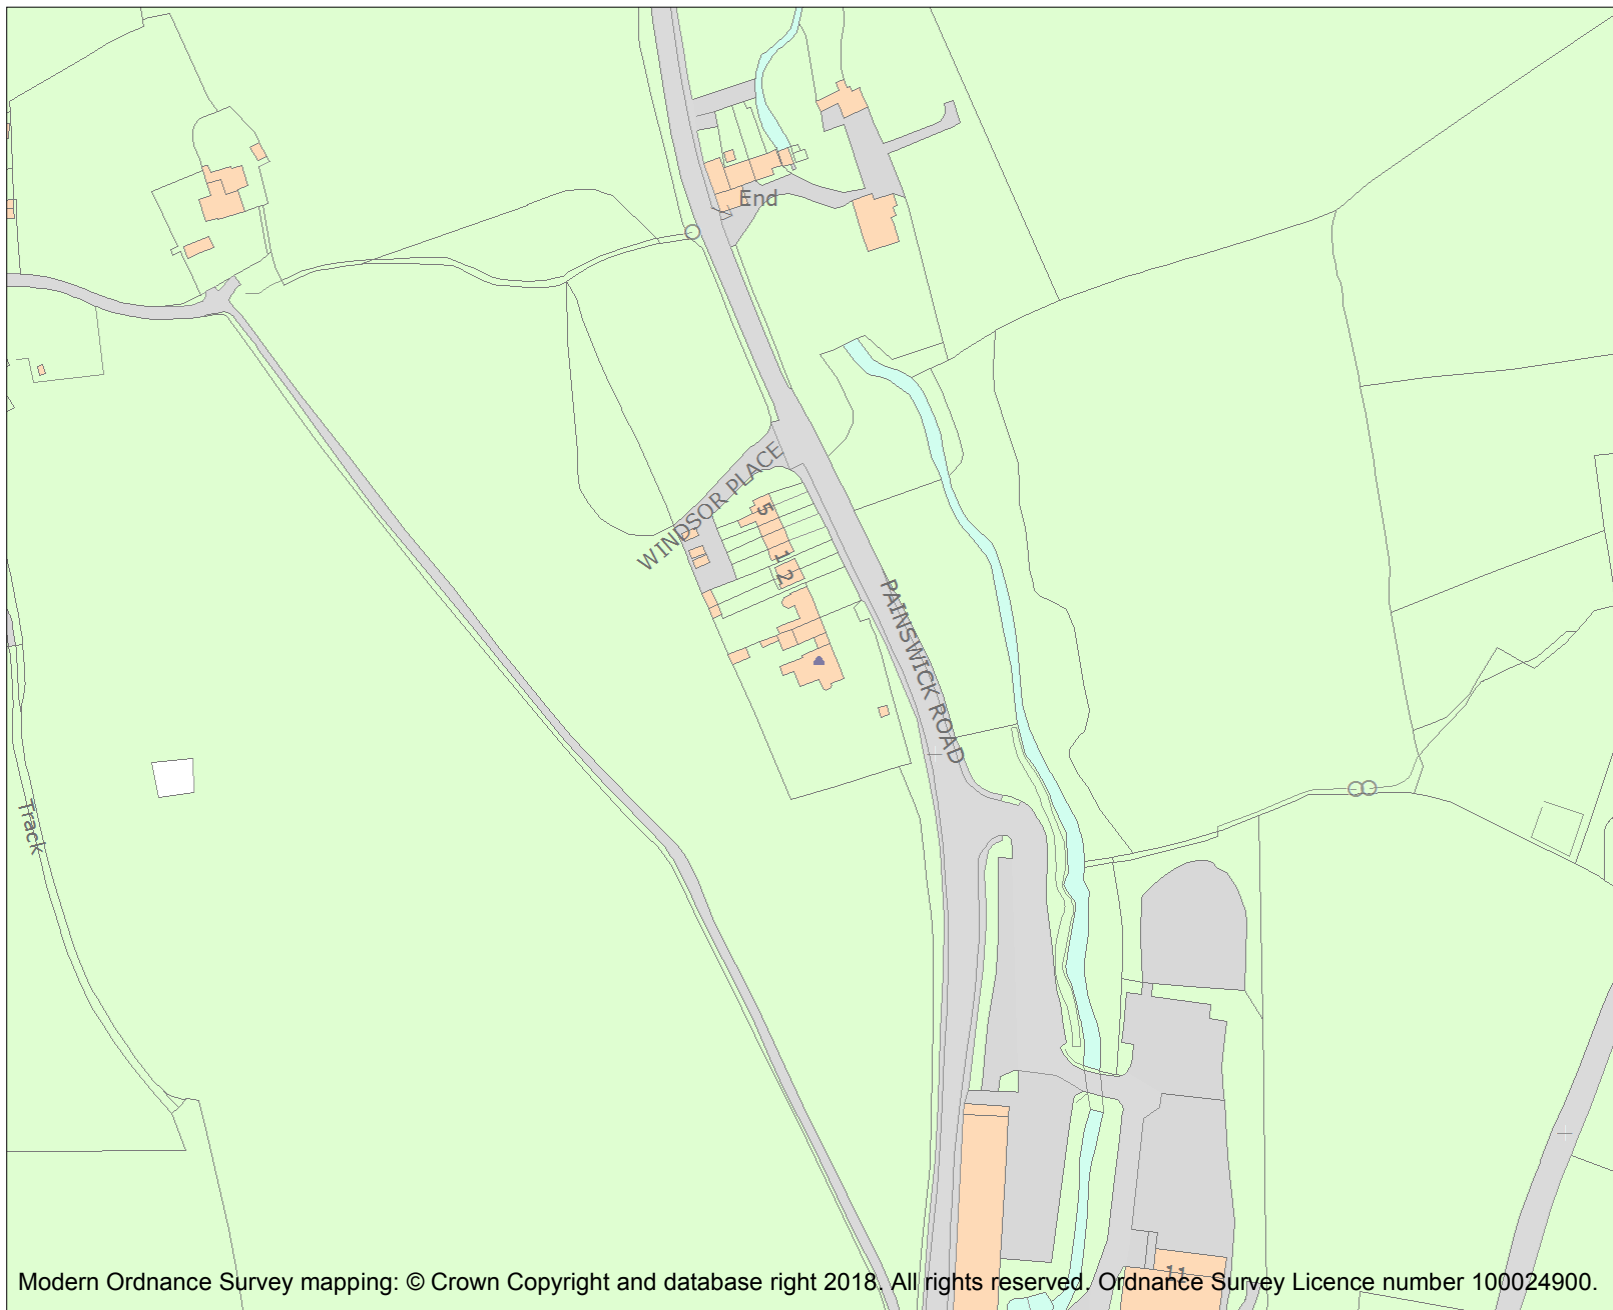 End
WINDSOR PLACE
5
1
2
PAINSWICK ROAD
Track
11
Modern Ordnance Survey mapping: © Crown Copyright and database right 2018. All rights reserved. Ordnance Survey Licence number 100024900.